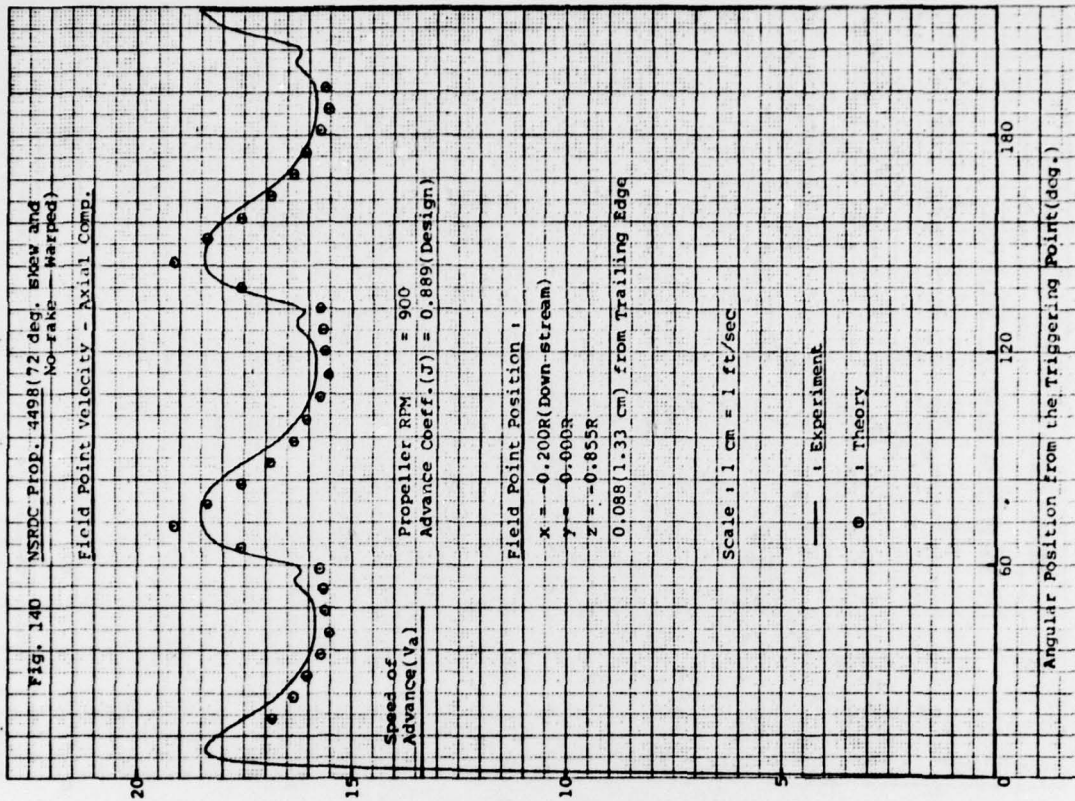 Fig. 140 NSRDC Prop. 4498(72 deg. skew and
No-rake - Warped)
Field Point Velocity - Axial Comp.
20
15
10
5
0
Speed of
Advance(Va)
Propeller RPM = 900
Advance Coeff.(J) = 0.889(Design)
Field Position :
x = -0.200R(Down-stream)
y = -0.000R
z = -0.855R
0.088(1.33 cm) from Trailing Edge
Scale : 1 cm = 1 ft/sec
: Experiment
: Theory
60
120
180
Angular Position from the Triggering Point(deg.)